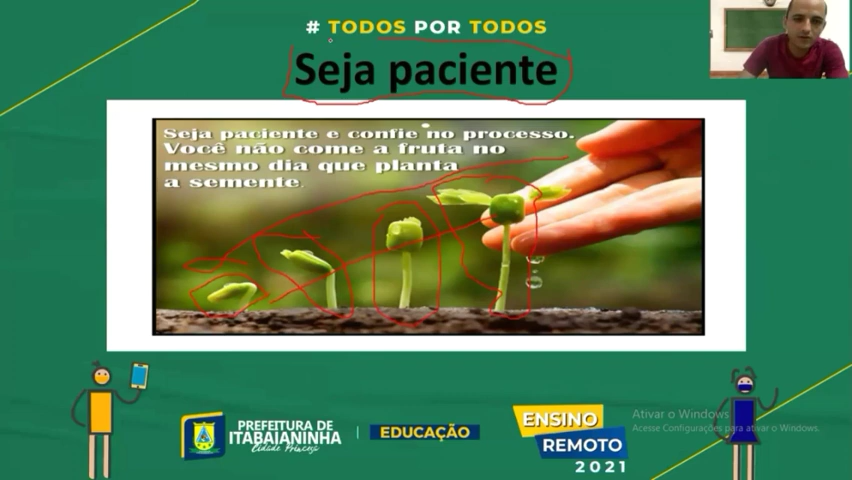 # TODOS POR TODOS
Seja paciente
Seja paciente e confie no processo.
Você não come a fruta no
mesmo dia que planta
a semente.
PREFEITURA DE
ITABAIANINHA
Cidade Princesa
EDUCAÇÃO
ENSINO
REMOTO
2021
Ativar o Windows
Acesse Configurações para ativar o Windows.